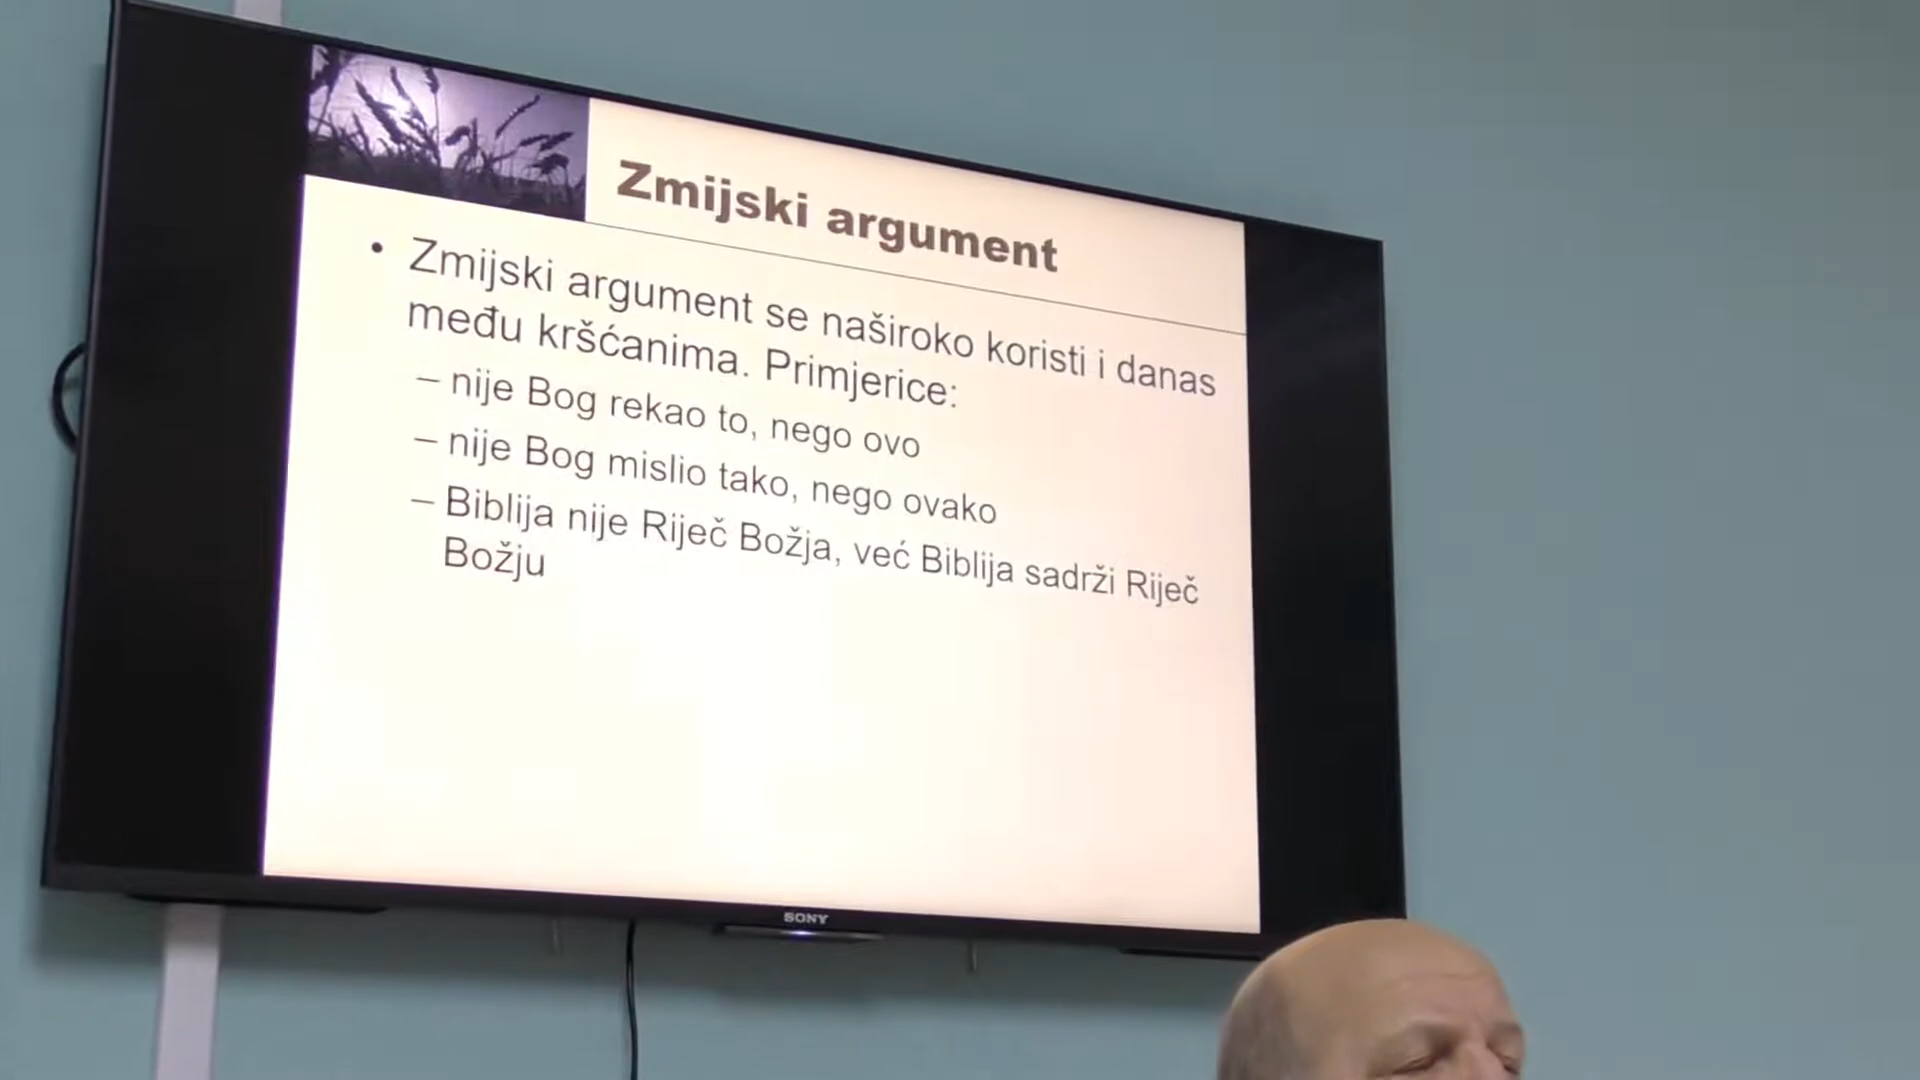 Zmijski argument
• Zmijski argument se naširoko koristi i danas
među kršćanima. Primjerice:
– nije Bog rekao to, nego ovo
– nije Bog mislio tako, nego ovako
– Biblija nije Riječ Božja, već Biblija sadrži Riječ
Božju
SONY